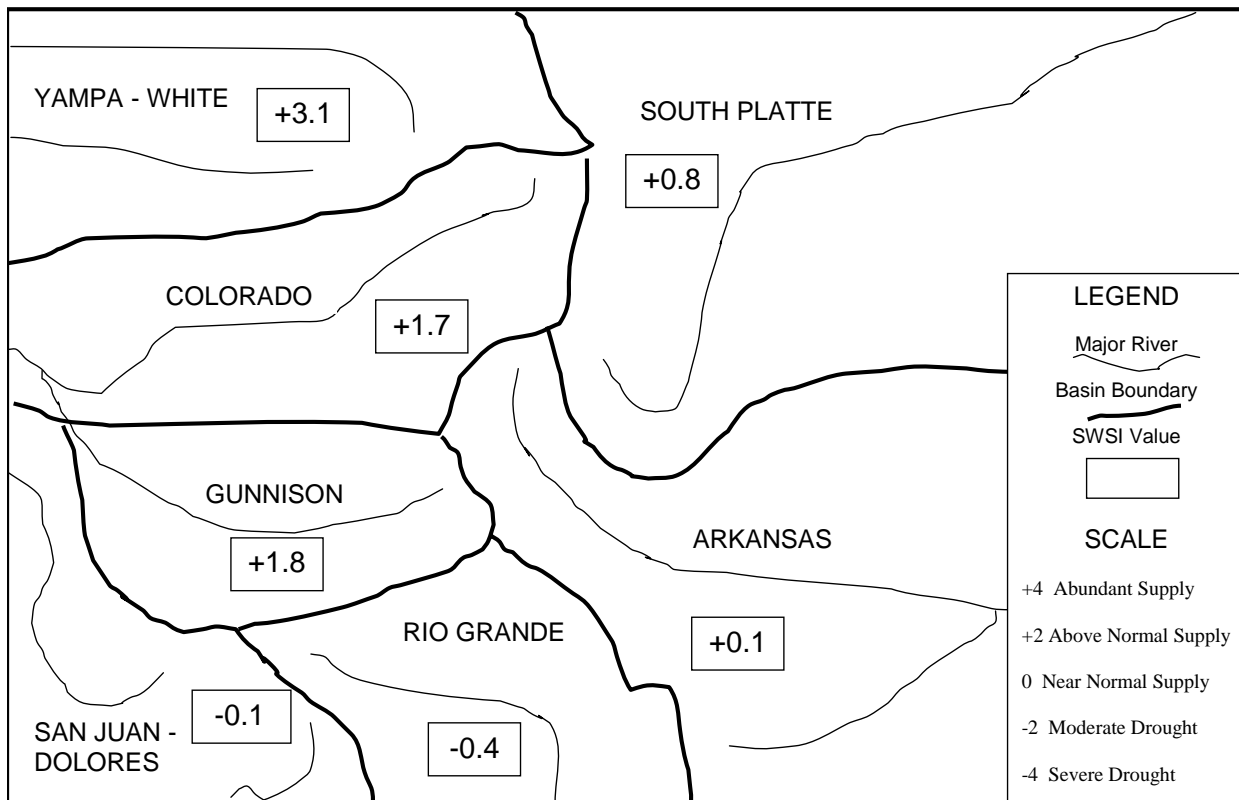 YAMPA - WHITE
+3.1
SOUTH PLATTE
+0.8
COLORADO
+1.7
GUNNISON
+1.8
ARKANSAS
+0.1
RIO GRANDE
-0.4
SAN JUAN -
DOLORES
-0.1
LEGEND
Major River
Basin Boundary
SWSI Value
SCALE
+4 Abundant Supply
+2 Above Normal Supply
0 Near Normal Supply
-2 Moderate Drought
-4 Severe Drought